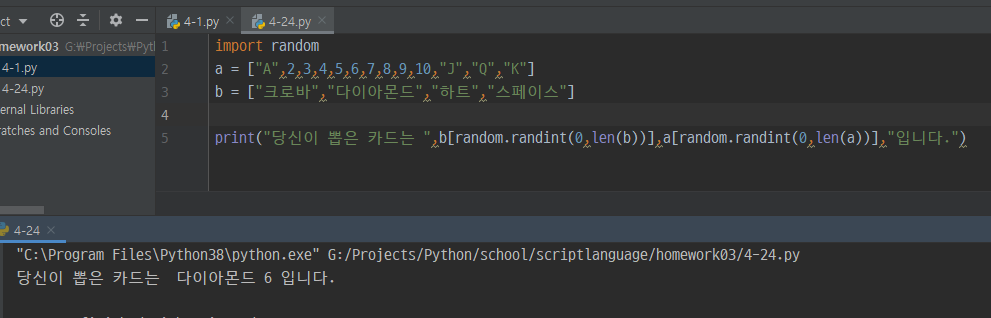 ct
4-1.py
4-24.py
mework03 G:₩Projects₩Pyth
4-1.py
4-24.py
ernal Libraries
ratches and Consoles
1 import random
2 a = ["A",2,3,4,5,6,7,8,9,10,"J","Q","K"]
3 b = ["크로바","다이아몬드","하트","스페이스"]
4
5 print("당신이 뽑은 카드는 ",b[random.randint(0,len(b))],a[random.randint(0,len(a))],"입니다.")
4-24
"C:\Program Files\Python38\python.exe" G:/Projects/Python/school/scriptlanguage/homework03/4-24.py
당신이 뽑은 카드는  다이아몬드 6 입니다.